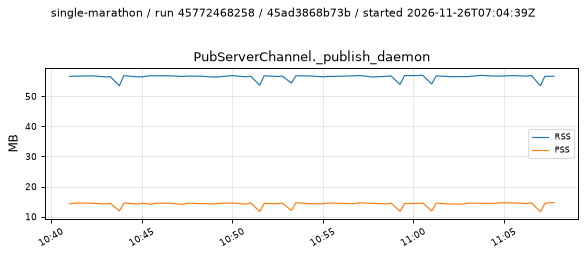 single-marathon / run 45772468258 / 45ad3868b73b / started 2026-11-26T07:04:39Z
PubServerChannel._publish_daemon
MB
50
40
30
20
10
RSS
PSS
10:40
10:45
10:50
10:55
11:00
11:05